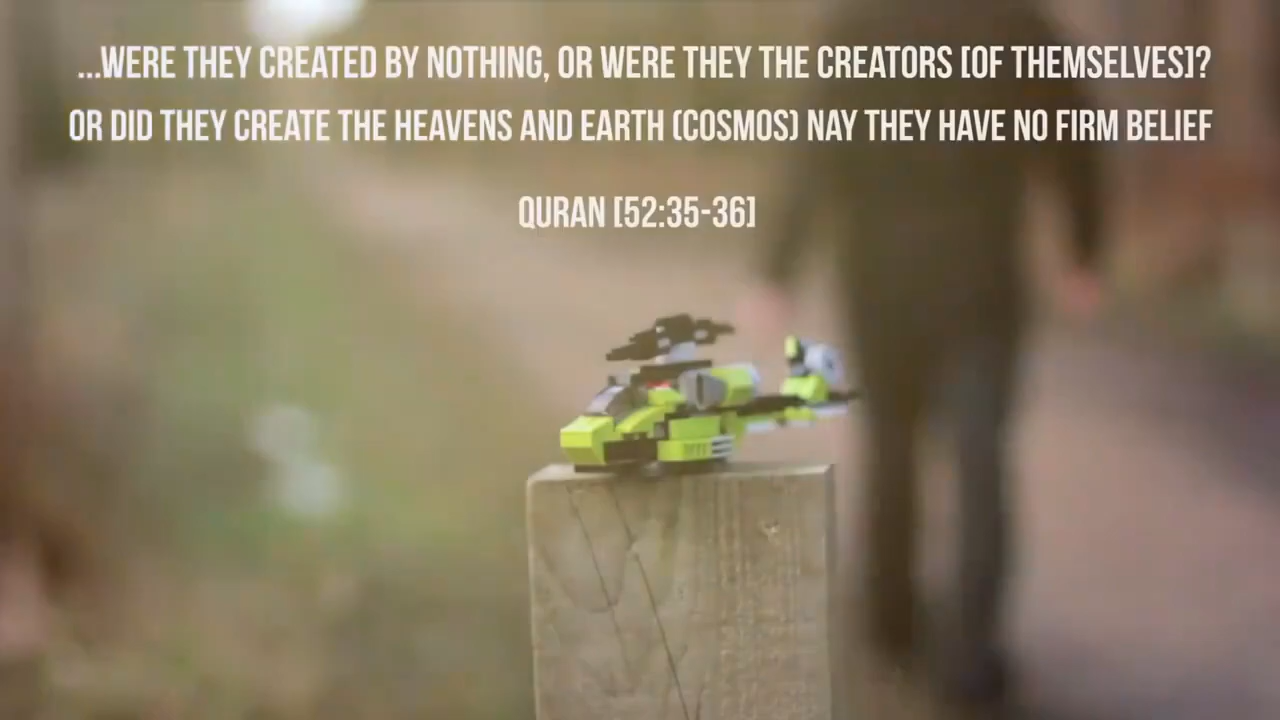 ...WERE THEY CREATED BY NOTHING, OR WERE THEY THE CREATORS [OF THEMSELVES]?
OR DID THEY CREATE THE HEAVENS AND EARTH (COSMOS) NAY THEY HAVE NO FIRM BELIEF
QURAN [52:35-36]